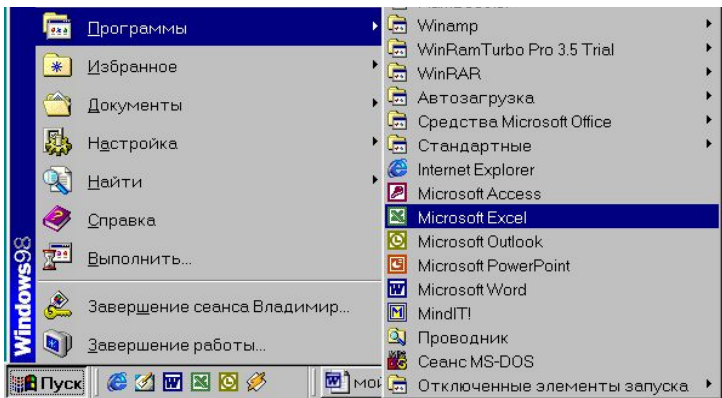 Программы
Избранное
Документы
Настройка
Найти
Справка
Выполнить...
Завершение сеанса Владимир...
Завершение работы...
Windows98
Пуск
мой
Winamp
WinRamTurbo Pro 3.5 Trial
WinRAR
Автозагрузка
Средства Microsoft Office
Стандартные
Internet Explorer
Microsoft Access
Microsoft Excel
Microsoft Outlook
Microsoft PowerPoint
Microsoft Word
MindIT!
Проводник
Сеанс MS-DOS
Отключенные элементы запуска